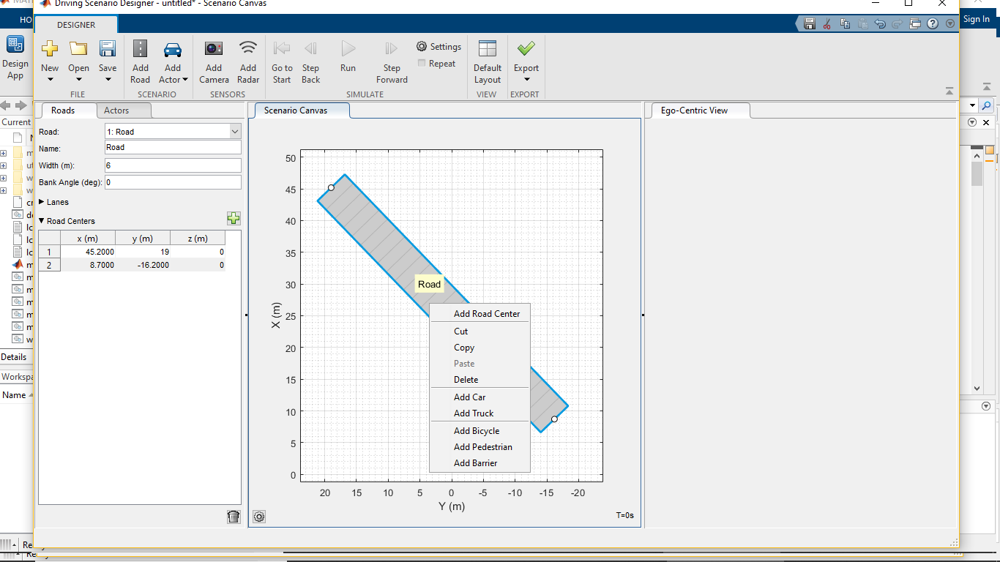 Driving Scenario Designer - untitled* - Scenario Canvas
HO
DESIGNER
Sign In
Design
App
New
Open
Save
Add
Road
Add
Actor
Add
Camera
Add
Radar
Go to
Start
Step
Back
Run
Step
Forward
Settings
Repeat
Default
Layout
Export
FILE
SCENARIO
SENSORS
SIMULATE
VIEW
EXPORT
Current
Roads
Actors
Scenario Canvas
Ego-Centric View
Road:
1: Road
Name:
Road
Width (m):
6
Bank Angle (deg):
0
Lanes
Road Centers
x (m) y (m) z (m)
1 45.2000 19 0
2 8.7000 -16.2000 0
50
45
40
35
30
25
20
15
10
5
0
X (m)
Road
Add Road Center
Cut
Copy
Paste
Delete
Add Car
Add Truck
Add Bicycle
Add Pedestrian
Add Barrier
20 15 10 5 0 -5 -10 -15 -20
Y (m)
T=0s
Details
Workspa
Name
Re